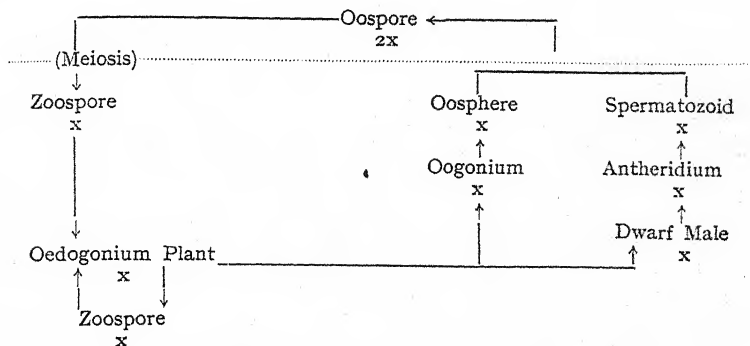 Oospore
2x
(Meiosis)
Zoospore
x
Oosphere
x
Spermatozoid
x
Oogonium
x
Antheridium
x
Dwarf Male
x
Oedogonium Plant
x
Zoospore
x